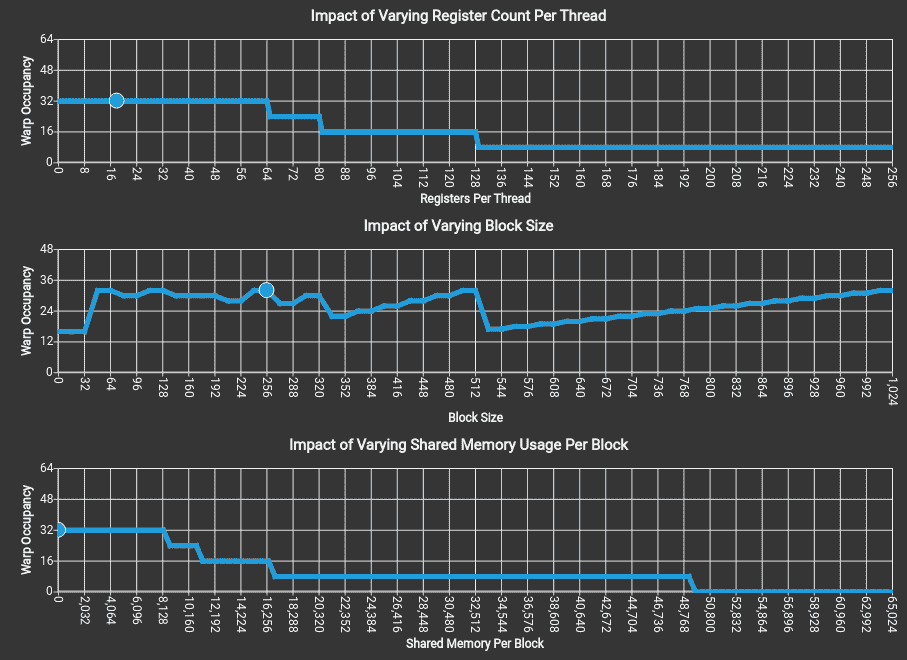 Impact of Varying Register Count Per Thread
64
48
32
16
0
Warp Occupancy
0 8 16 24 32 40 48 56 64 72 80 88 96 104 112 120 128 136 144 152 160 168 176 184 192 200 208 216 224 232 240 248 256
Registers Per Thread
Impact of Varying Block Size
48
36
24
12
0
Warp Occupancy
0 32 64 96 128 160 192 224 256 288 320 352 384 416 448 480 512 544 576 608 640 672 704 736 768 800 832 864 896 928 960 992 1,024
Block Size
Impact of Varying Shared Memory Usage Per Block
64
48
32
16
0
Warp Occupancy
0 2,032 4,064 6,096 8,128 10,160 12,192 14,224 16,256 18,288 20,320 22,352 24,384 26,416 28,448 30,480 32,512 34,544 36,576 38,608 40,640 42,672 44,704 46,736 48,768 50,800 52,832 54,864 56,896 58,928 60,960 62,992 65,024
Shared Memory Per Block